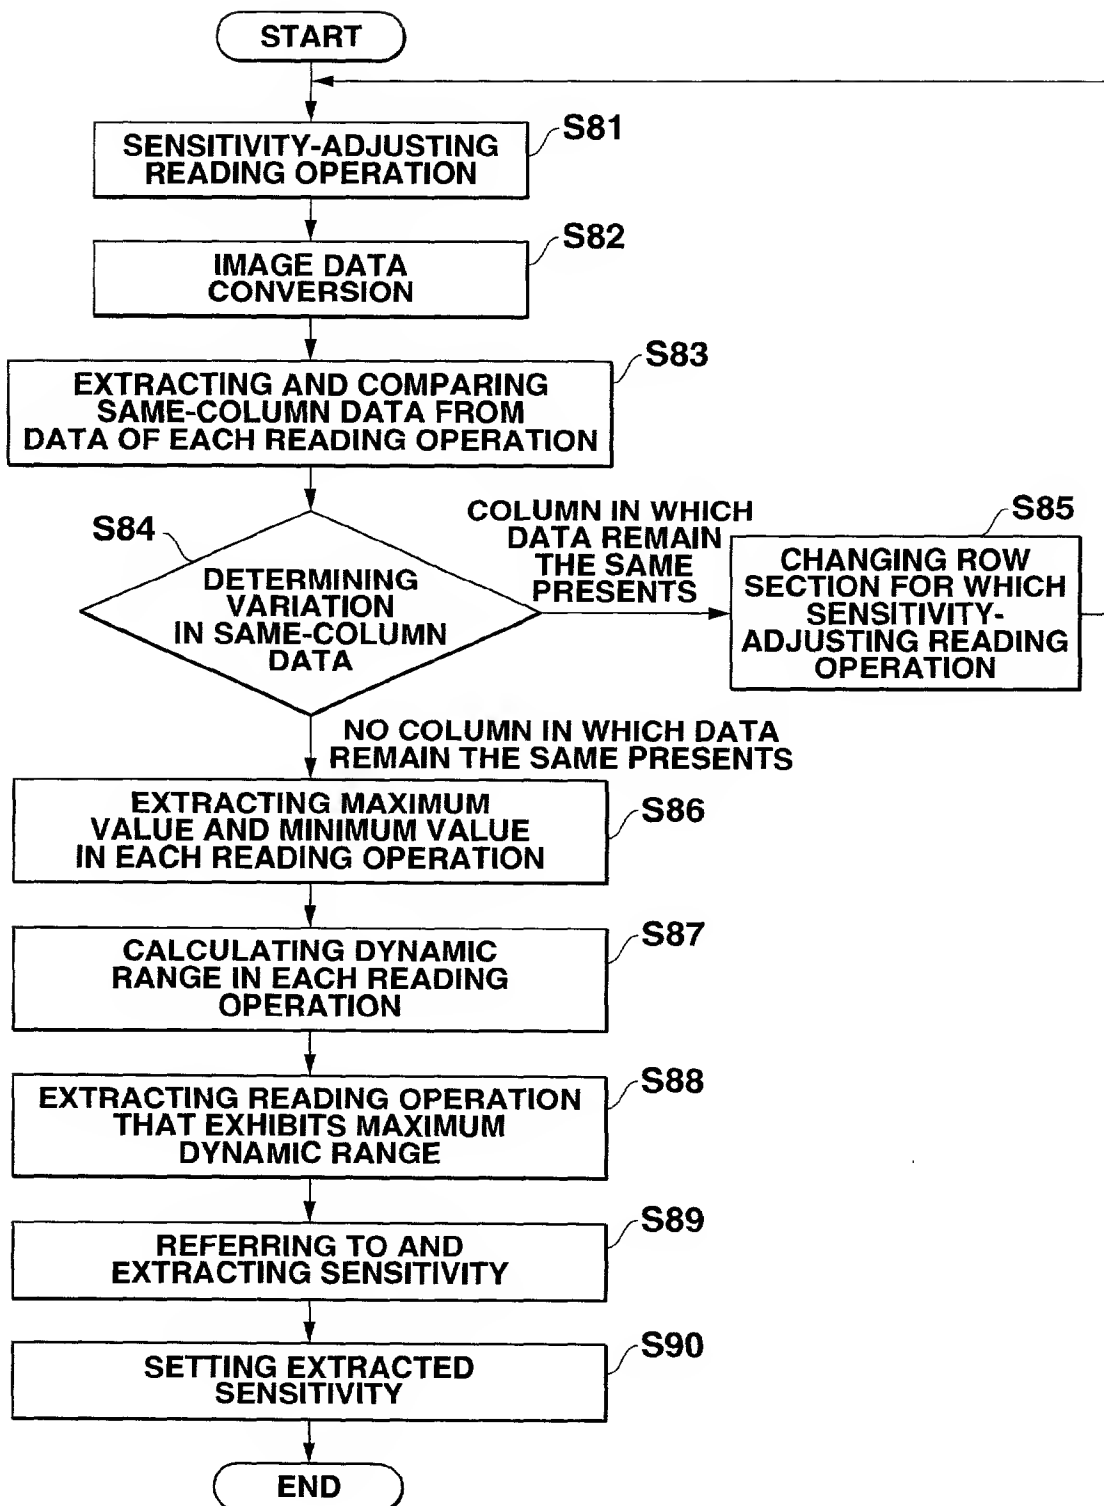 START
S81
SENSITIVITY-ADJUSTING
READING OPERATION
S82
IMAGE DATA
CONVERSION
S83
EXTRACTING AND COMPARING
SAME-COLUMN DATA FROM
DATA OF EACH READING OPERATION
S84
DETERMINING
VARIATION
IN SAME-COLUMN
DATA
COLUMN IN WHICH
DATA REMAIN
THE SAME
PRESENTS
S85
CHANGING ROW
SECTION FOR WHICH
SENSITIVITY-
ADJUSTING READING
OPERATION
NO COLUMN IN WHICH DATA
REMAIN THE SAME PRESENTS
S86
EXTRACTING MAXIMUM
VALUE AND MINIMUM VALUE
IN EACH READING OPERATION
S87
CALCULATING DYNAMIC
RANGE IN EACH READING
OPERATION
S88
EXTRACTING READING OPERATION
THAT EXHIBITS MAXIMUM
DYNAMIC RANGE
S89
REFERRING TO AND
EXTRACTING SENSITIVITY
S90
SETTING EXTRACTED
SENSITIVITY
END